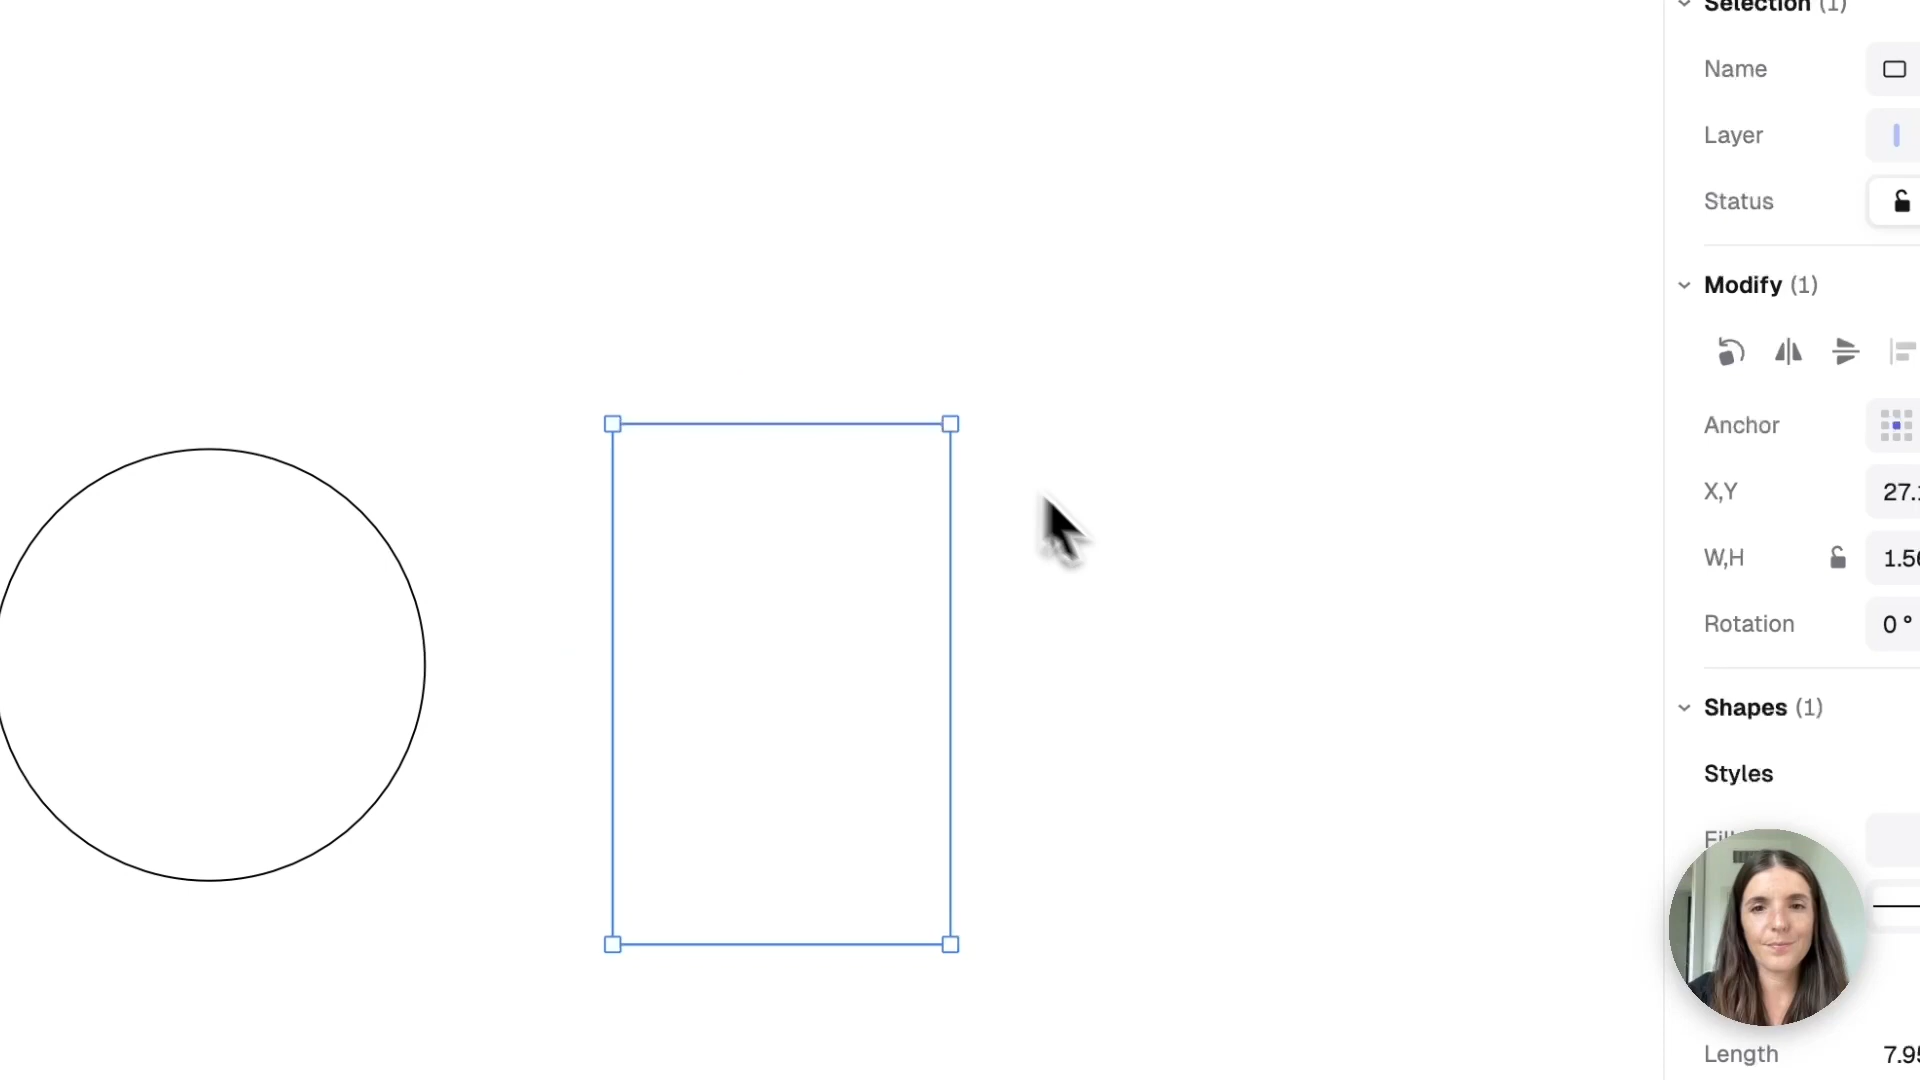 Selection (1)
Name
Layer
Status
Modify (1)
Anchor
X,Y 27.
W,H 1.5
Rotation 0 °
Shapes (1)
Styles
Length 7.9